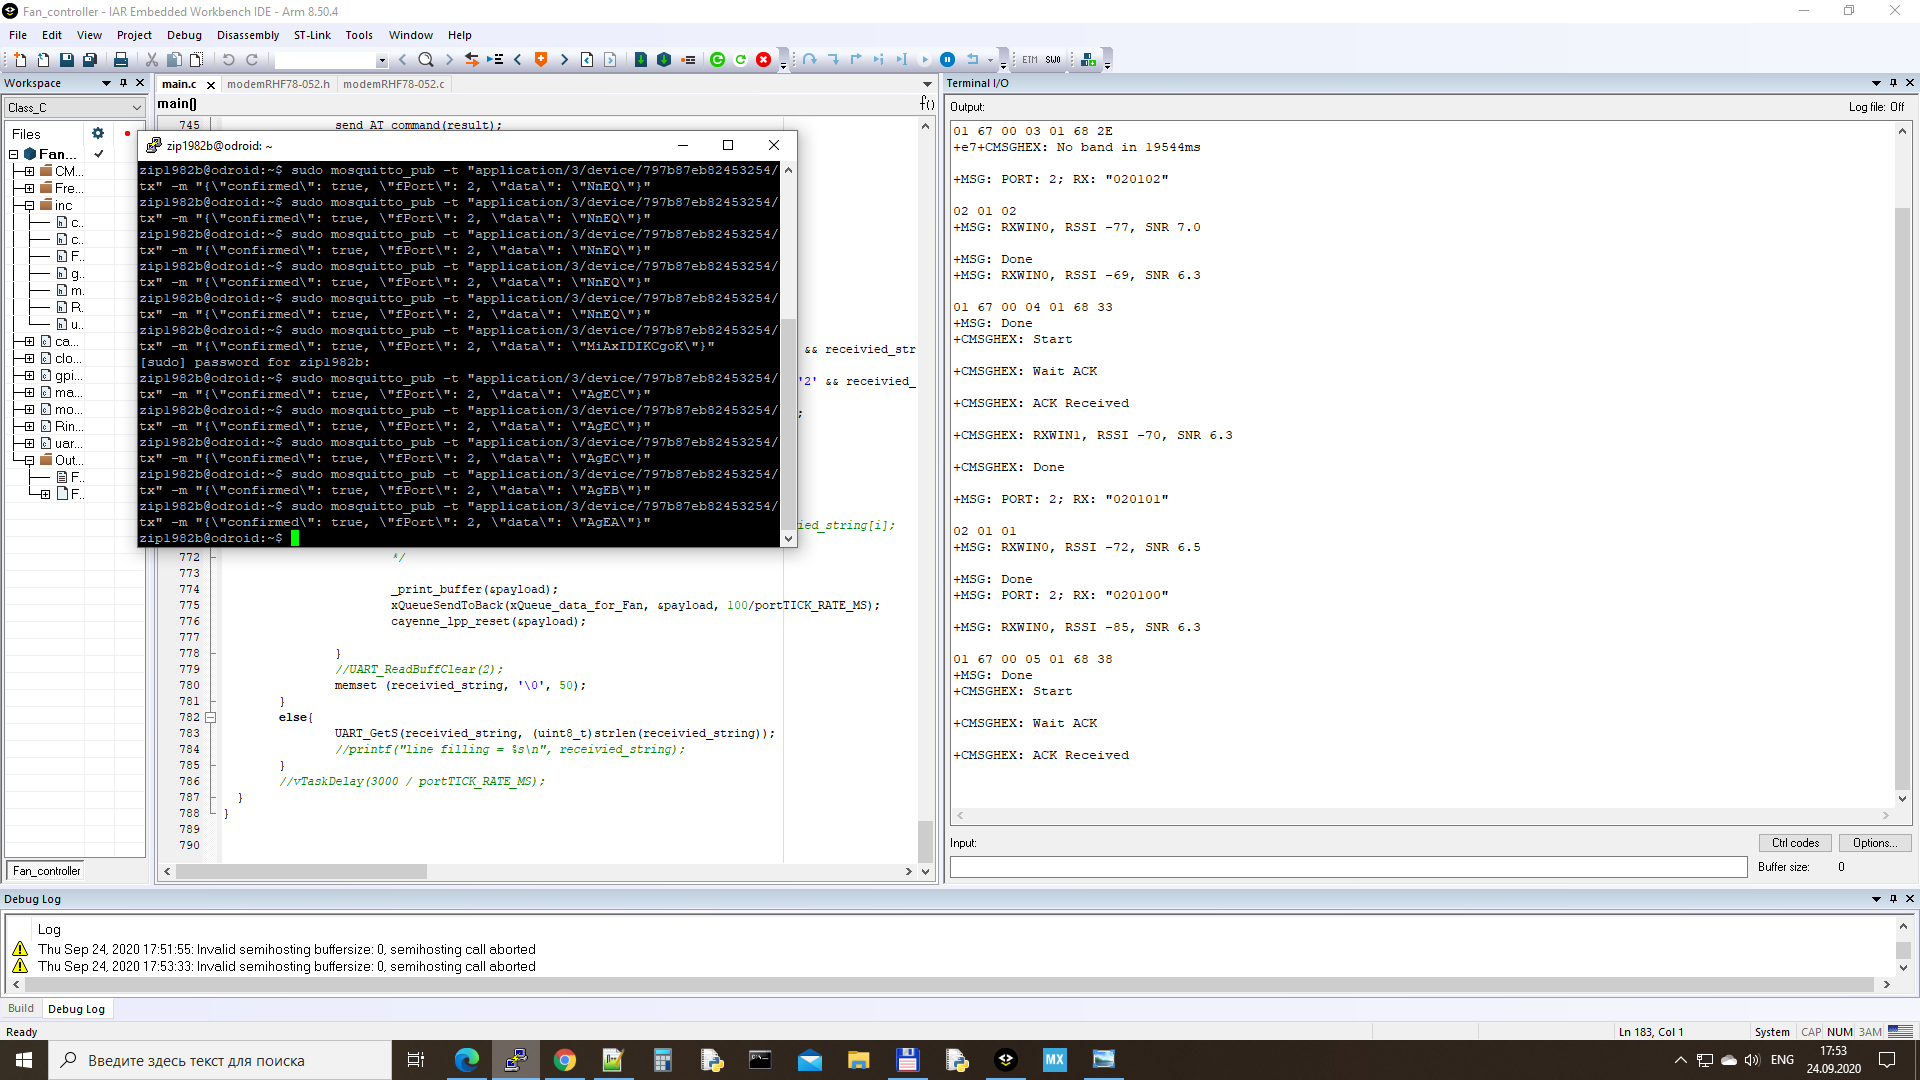 Fan_controller - IAR Embedded Workbench IDE - Arm 8.50.4
File Edit View Project Debug Disassembly ST-Link Tools Window Help
ETM SWO
Workspace
Class_C
Files
Fan...
CM...
Fre...
inc
c...
c...
F...
g...
m...
R...
u...
ca...
clo...
gpi...
ma...
mo...
Rin...
uar...
Out...
F...
F...
Fan_controller
main.c modemRHF78-052.h modemRHF78-052.c
main() f()
745 send AT command(result);
zip1982b@odroid: ~
zip1982b@odroid:~$ sudo mosquitto_pub -t "application/3/device/797b87eb82453254/
tx" -m "{\"confirmed\": true, \"fPort\": 2, \"data\": \"NnEQ\"}"
zip1982b@odroid:~$ sudo mosquitto_pub -t "application/3/device/797b87eb82453254/
tx" -m "{\"confirmed\": true, \"fPort\": 2, \"data\": \"NnEQ\"}"
zip1982b@odroid:~$ sudo mosquitto_pub -t "application/3/device/797b87eb82453254/
tx" -m "{\"confirmed\": true, \"fPort\": 2, \"data\": \"NnEQ\"}"
zip1982b@odroid:~$ sudo mosquitto_pub -t "application/3/device/797b87eb82453254/
tx" -m "{\"confirmed\": true, \"fPort\": 2, \"data\": \"NnEQ\"}"
zip1982b@odroid:~$ sudo mosquitto_pub -t "application/3/device/797b87eb82453254/
tx" -m "{\"confirmed\": true, \"fPort\": 2, \"data\": \"NnEQ\"}"
zip1982b@odroid:~$ sudo mosquitto_pub -t "application/3/device/797b87eb82453254/
tx" -m "{\"confirmed\": true, \"fPort\": 2, \"data\": \"MiAxIDIKCgoK\"}"
[sudo] password for zip1982b:
zip1982b@odroid:~$ sudo mosquitto_pub -t "application/3/device/797b87eb82453254/
tx" -m "{\"confirmed\": true, \"fPort\": 2, \"data\": \"AgEC\"}"
zip1982b@odroid:~$ sudo mosquitto_pub -t "application/3/device/797b87eb82453254/
tx" -m "{\"confirmed\": true, \"fPort\": 2, \"data\": \"AgEC\"}"
zip1982b@odroid:~$ sudo mosquitto_pub -t "application/3/device/797b87eb82453254/
tx" -m "{\"confirmed\": true, \"fPort\": 2, \"data\": \"AgEC\"}"
zip1982b@odroid:~$ sudo mosquitto_pub -t "application/3/device/797b87eb82453254/
tx" -m "{\"confirmed\": true, \"fPort\": 2, \"data\": \"AgEB\"}"
zip1982b@odroid:~$ sudo mosquitto_pub -t "application/3/device/797b87eb82453254/
tx" -m "{\"confirmed\": true, \"fPort\": 2, \"data\": \"AgEA\"}"
zip1982b@odroid:~$
&& receivied_str
'2' && receivied_
;
ied_string[i];
772 */
773
774 _print_buffer(&payload);
775 xQueueSendToBack(xQueue_data_for_Fan, &payload, 100/portTICK_RATE_MS);
776 cayenne_lpp_reset(&payload);
777
778 }
779 //UART_ReadBuffClear(2);
780 memset (receivied_string, '\0', 50);
781 }
782 else{
783 UART_GetS(receivied_string, (uint8_t)strlen(receivied_string));
784 //printf("line filling = %s\n", receivied_string);
785 }
786 //vTaskDelay(3000 / portTICK_RATE_MS);
787 }
788 }
789
790
Terminal I/O
Output: Log file: Off
01 67 00 03 01 68 2E
+e7+CMSGHEX: No band in 19544ms
+MSG: PORT: 2; RX: "020102"
02 01 02
+MSG: RXWIN0, RSSI -77, SNR 7.0
+MSG: Done
+MSG: RXWIN0, RSSI -69, SNR 6.3
01 67 00 04 01 68 33
+MSG: Done
+CMSGHEX: Start
+CMSGHEX: Wait ACK
+CMSGHEX: ACK Received
+CMSGHEX: RXWIN1, RSSI -70, SNR 6.3
+CMSGHEX: Done
+MSG: PORT: 2; RX: "020101"
02 01 01
+MSG: RXWIN0, RSSI -72, SNR 6.5
+MSG: Done
+MSG: PORT: 2; RX: "020100"
+MSG: RXWIN0, RSSI -85, SNR 6.3
01 67 00 05 01 68 38
+MSG: Done
+CMSGHEX: Start
+CMSGHEX: Wait ACK
+CMSGHEX: ACK Received
Input: Ctrl codes Options...
Buffer size: 0
Debug Log
Log
Thu Sep 24, 2020 17:51:55: Invalid semihosting buffersize: 0, semihosting call aborted
Thu Sep 24, 2020 17:53:33: Invalid semihosting buffersize: 0, semihosting call aborted
Build Debug Log
Ready Ln 183, Col 1 System CAP NUM ЗАМ
Введите здесь текст для поиска MX ENG 17:53
24.09.2020